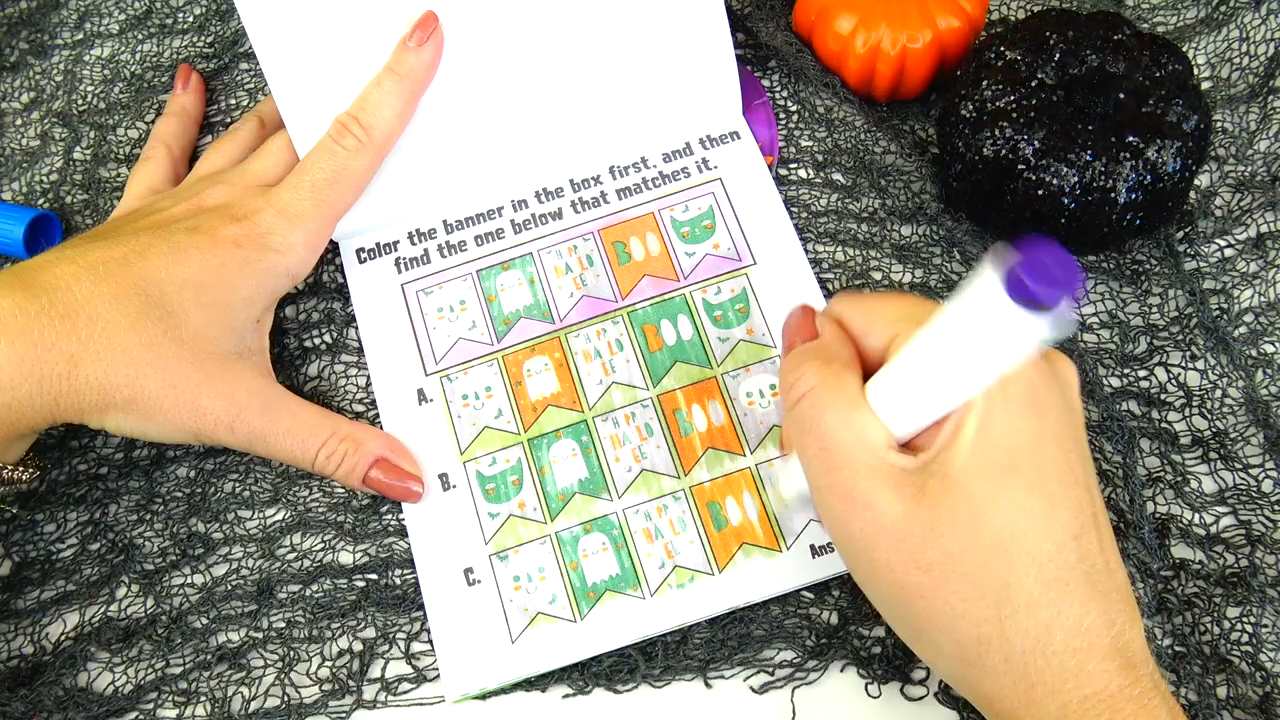 Color the banner in the box first, and then
find the one below that matches it.
BOO
A.
BOO
B.
BOO
C.
BOO
Ans